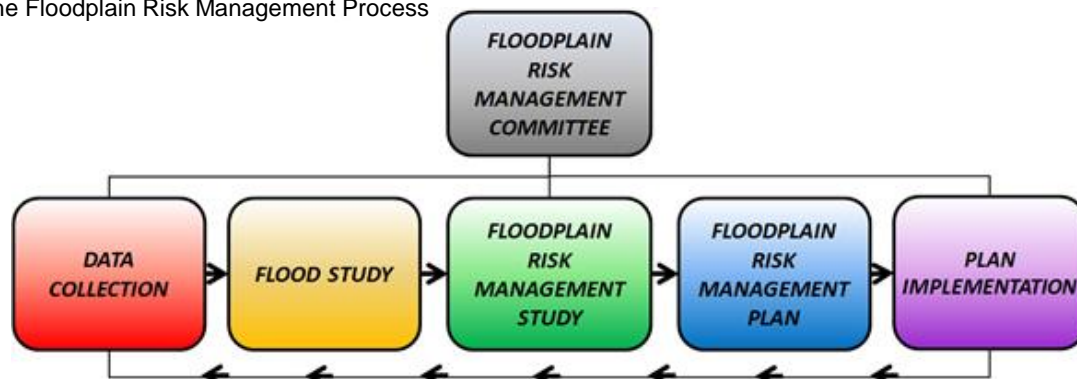 ne Floodplain Risk Management Process
FLOODPLAIN
RISK
MANAGEMENT
COMMITTEE
DATA
COLLECTION
FLOOD STUDY
FLOODPLAIN
RISK
MANAGEMENT
STUDY
FLOODPLAIN
RISK
MANAGEMENT
PLAN
PLAN
IMPLEMENTATION